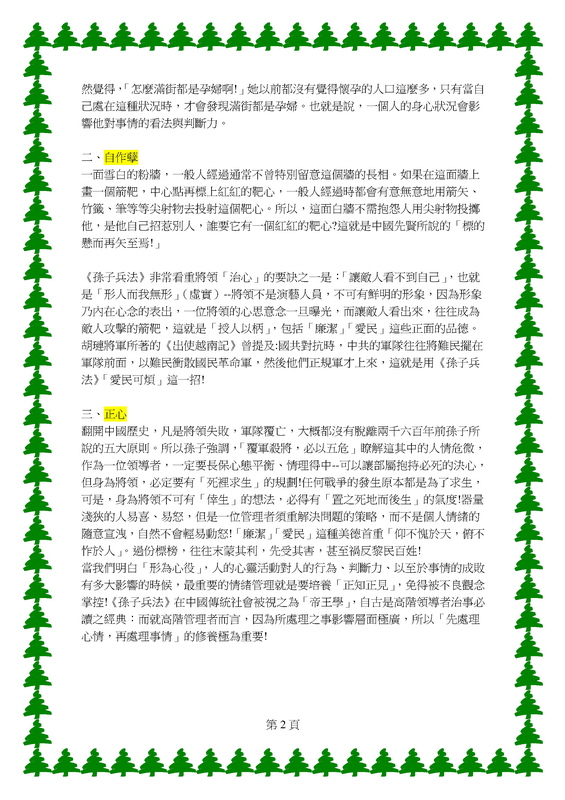 然覺得，「怎麼滿街都是孕婦啊!」她以前都沒有覺得懷孕的人口這麼多，只有當自
己處在這種狀況時，才會發現滿街都是孕婦。也就是說，一個人的身心狀況會影
響他對事情的看法與判斷力。
二、自作孽
一面雪白的粉牆，一般人經過通常不曾特別留意這個牆的長相。如果在這面牆上
畫一個箭靶，中心點再標上紅紅的靶心，一般人經過時都會有意無意地用箭矢、
竹籤、筆等等尖射物去投射這個靶心。所以，這面白牆不需抱怨人用尖射物投擲
他，是他自己招惹別人，誰要它有一個紅紅的靶心?這就是中國先賢所說的「標的
懸而再矢至焉!」
《孫子兵法》非常看重將領「治心」的要訣之一是：「讓敵人看不到自己」，也就
是「形人而我無形」（虛實）--將領不是演藝人員，不可有鮮明的形象，因為形象
乃內在心念的表出，一位將領的心思意念一旦曝光，而讓敵人看出來，往往成為
敵人攻擊的箭靶，這就是「授人以柄」，包括「廉潔」「愛民」這些正面的品德。
胡璉將軍所著的《出使越南記》曾提及:國共對抗時，中共的軍隊往往將難民擺在
軍隊前面，以難民衝散國民革命軍，然後他們正規軍才上來，這就是用《孫子兵
法》「愛民可煩」這一招!
三、正心
翻開中國歷史，凡是將領失敗，軍隊覆亡，大概都沒有脫離兩千六百年前孫子所
說的五大原則。所以孫子強調，「覆軍殺將，必以五危」瞭解這其中的人情危微，
作為一位領導者，一定要長保心態平衡、情理得中--可以讓部屬抱持必死的決心，
但身為將領，必定要有「死裡求生」的規劃!任何戰爭的發生原本都是為了求生，
可是，身為將領不可有「倖生」的想法，必得有「置之死地而後生」的氣度!器量
淺狹的人易喜、易怒，但是一位管理者須重解決問題的策略，而不是個人情緒的
隨意宣洩，自然不會輕易動怒!「廉潔」「愛民」這種美德首重「仰不愧於天，俯不
怍於人」。過份標榜，往往未蒙其利，先受其害，甚至禍反黎民百姓!
當我們明白「形為心役」，人的心靈活動對人的行為、判斷力、以至於事情的成敗
有多大影響的時候，最重要的情緒管理就是要培養「正知正見」，免得被不良觀念
掌控!《孫子兵法》在中國傳統社會被視之為「帝王學」，自古是高階領導者治事必
讀之經典：而就高階管理者而言，因為所處理之事影響層面極廣，所以「先處理
心情，再處理事情」的修養極為重要!
第 2 頁